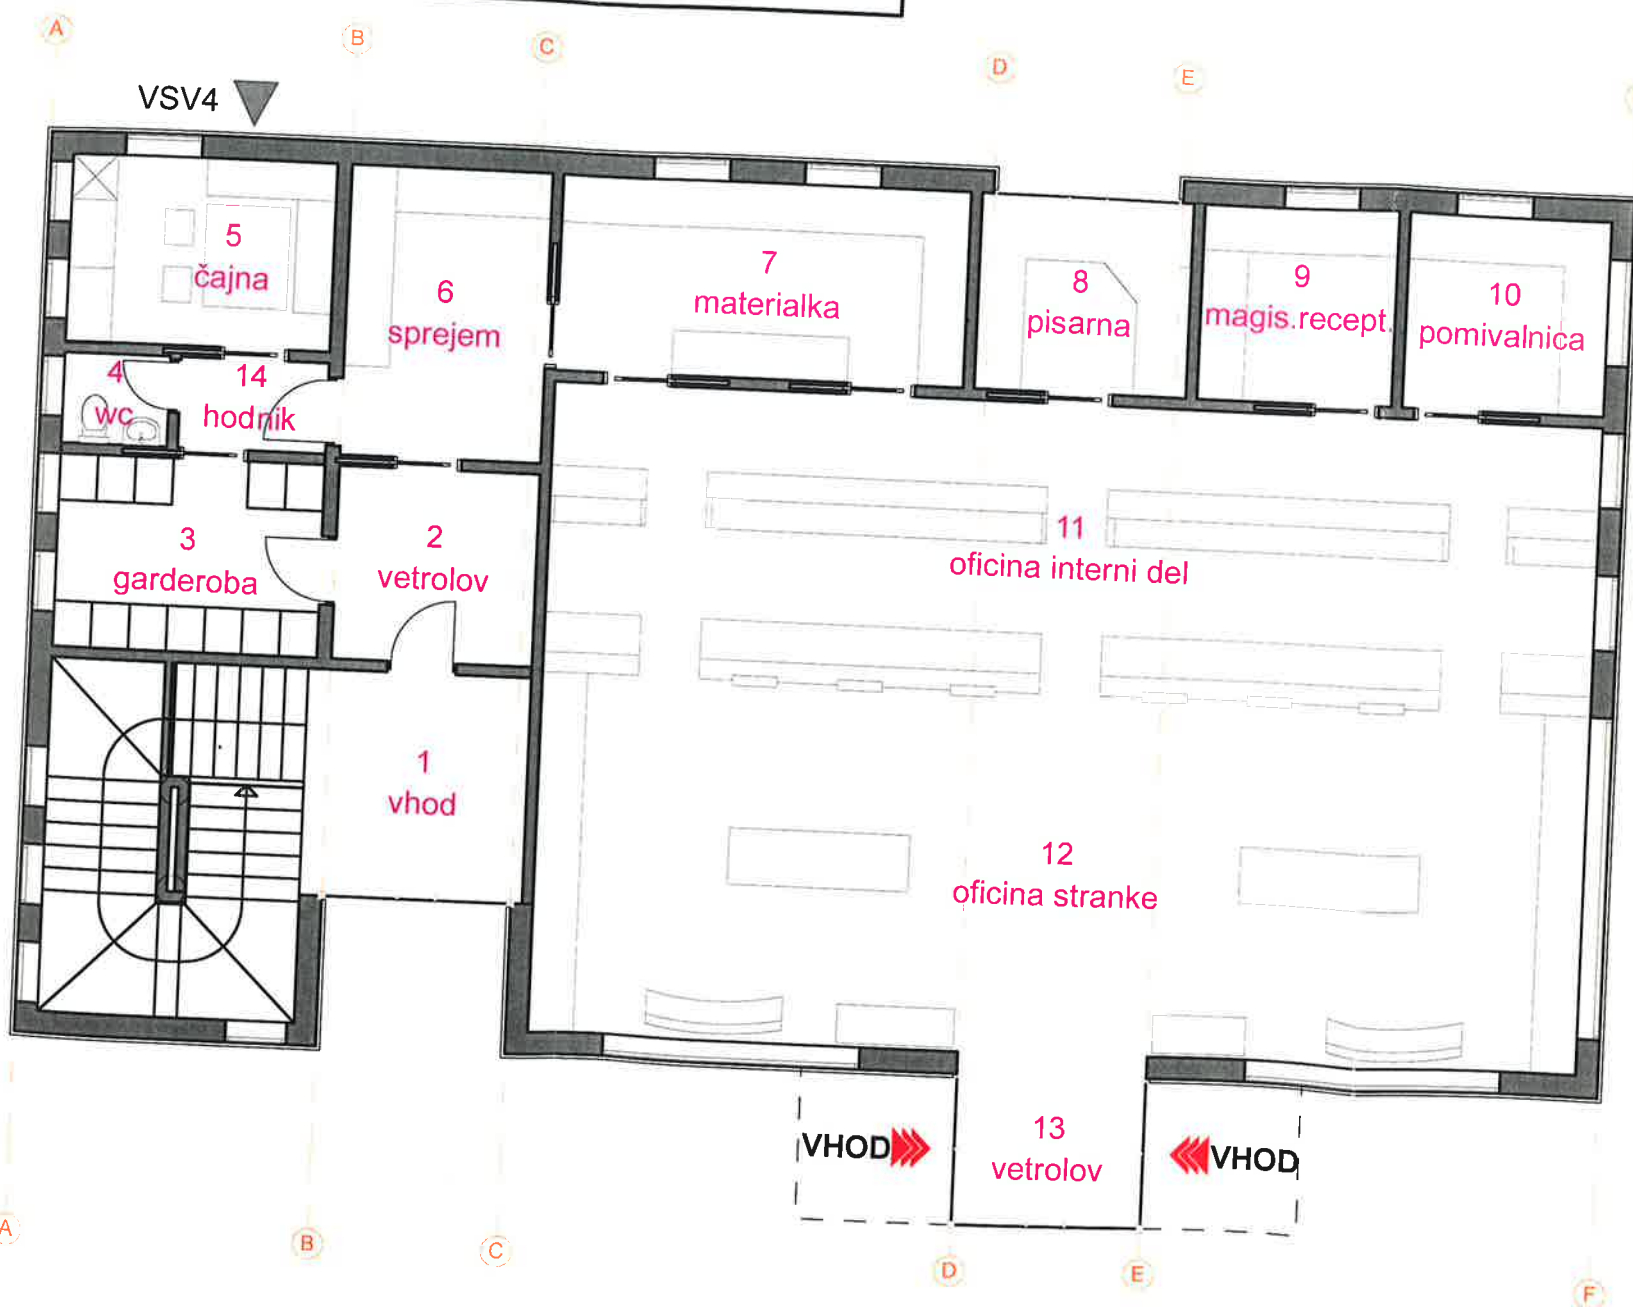 A
B
C
D
E
VSV4
5
čajna
6
sprejem
7
materialka
8
pisarna
9
magis.recept.
10
pomivalnica
4
wc
14
hodnik
3
garderoba
2
vetrolov
11
oficina interni del
1
vhod
12
oficina stranke
13
vetrolov
VHOD
VHOD
A
B
C
D
E
F